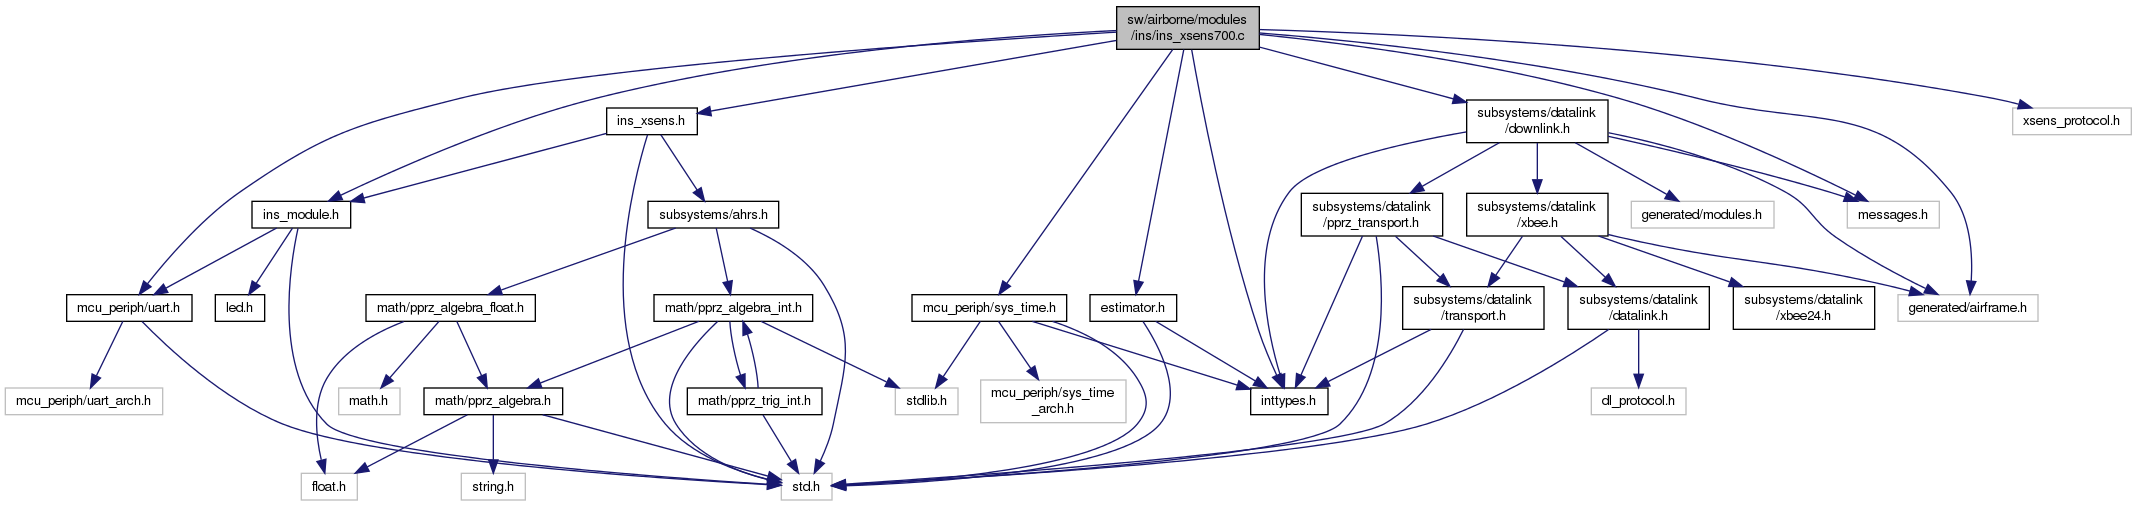 sw/airborne/modules
/ins/ins_xsens700.c
ins_xsens.h
subsystems/datalink
/downlink.h
xsens_protocol.h
ins_module.h
subsystems/ahrs.h
subsystems/datalink
/pprz_transport.h
subsystems/datalink
/xbee.h
generated/modules.h
messages.h
mcu_periph/uart.h
led.h
math/pprz_algebra_float.h
math/pprz_algebra_int.h
mcu_periph/sys_time.h
estimator.h
subsystems/datalink
/transport.h
subsystems/datalink
/datalink.h
subsystems/datalink
/xbee24.h
generated/airframe.h
mcu_periph/uart_arch.h
math.h
math/pprz_algebra.h
math/pprz_trig_int.h
stdlib.h
mcu_periph/sys_time
_arch.h
inttypes.h
dl_protocol.h
float.h
string.h
std.h